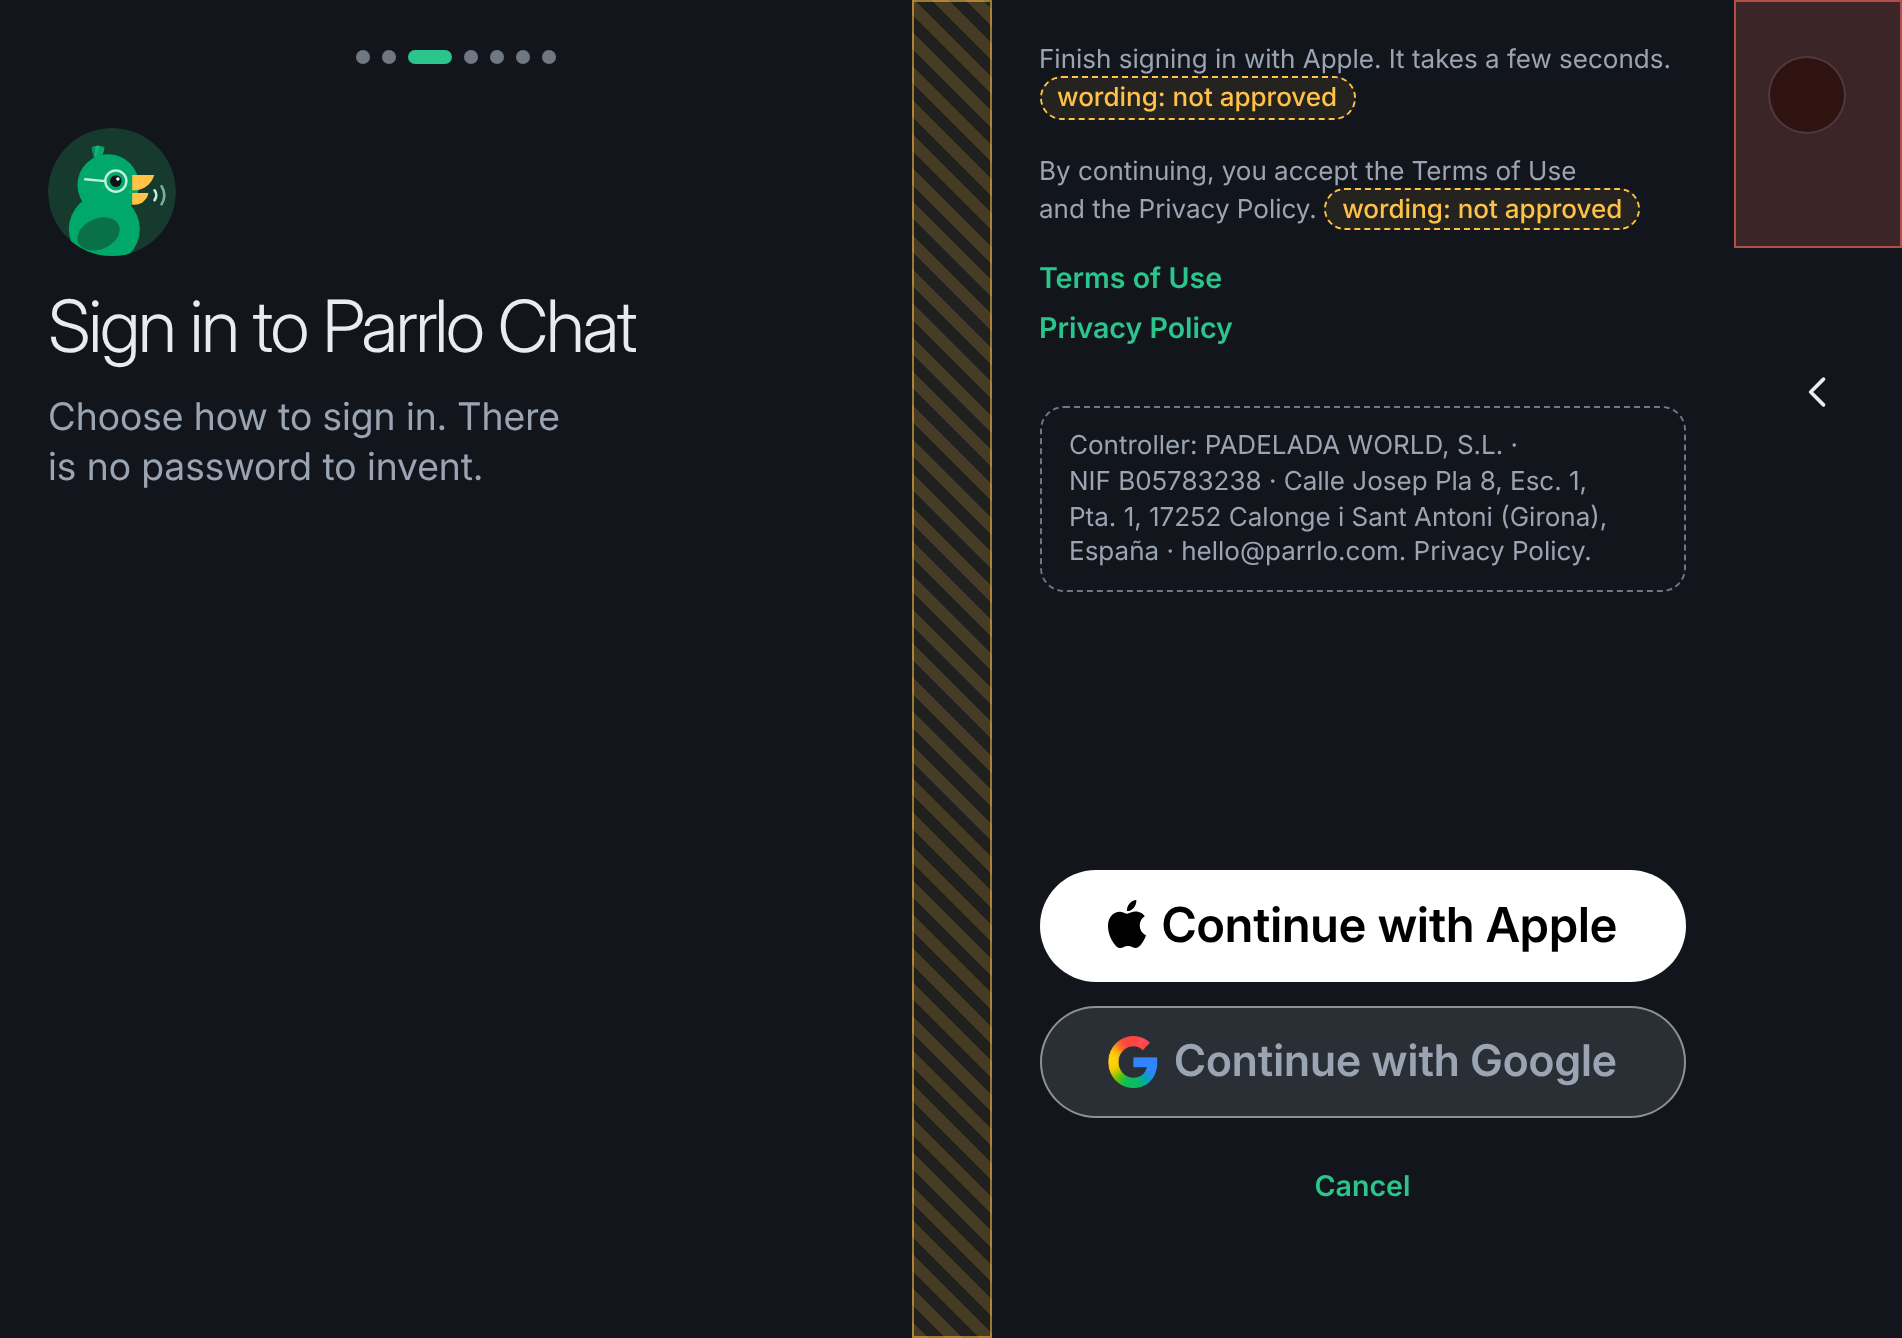 Sign in to Parrlo Chat
Choose how to sign in. There
is no password to invent.
Finish signing in with Apple. It takes a few seconds.
wording: not approved
By continuing, you accept the Terms of Use
and the Privacy Policy. wording: not approved
Terms of Use
Privacy Policy
Controller: PADELADA WORLD, S.L. ·
NIF B05783238 · Calle Josep Pla 8, Esc. 1,
Pta. 1, 17252 Calonge i Sant Antoni (Girona),
España · hello@parrlo.com. Privacy Policy.
Continue with Apple
Continue with Google
Cancel